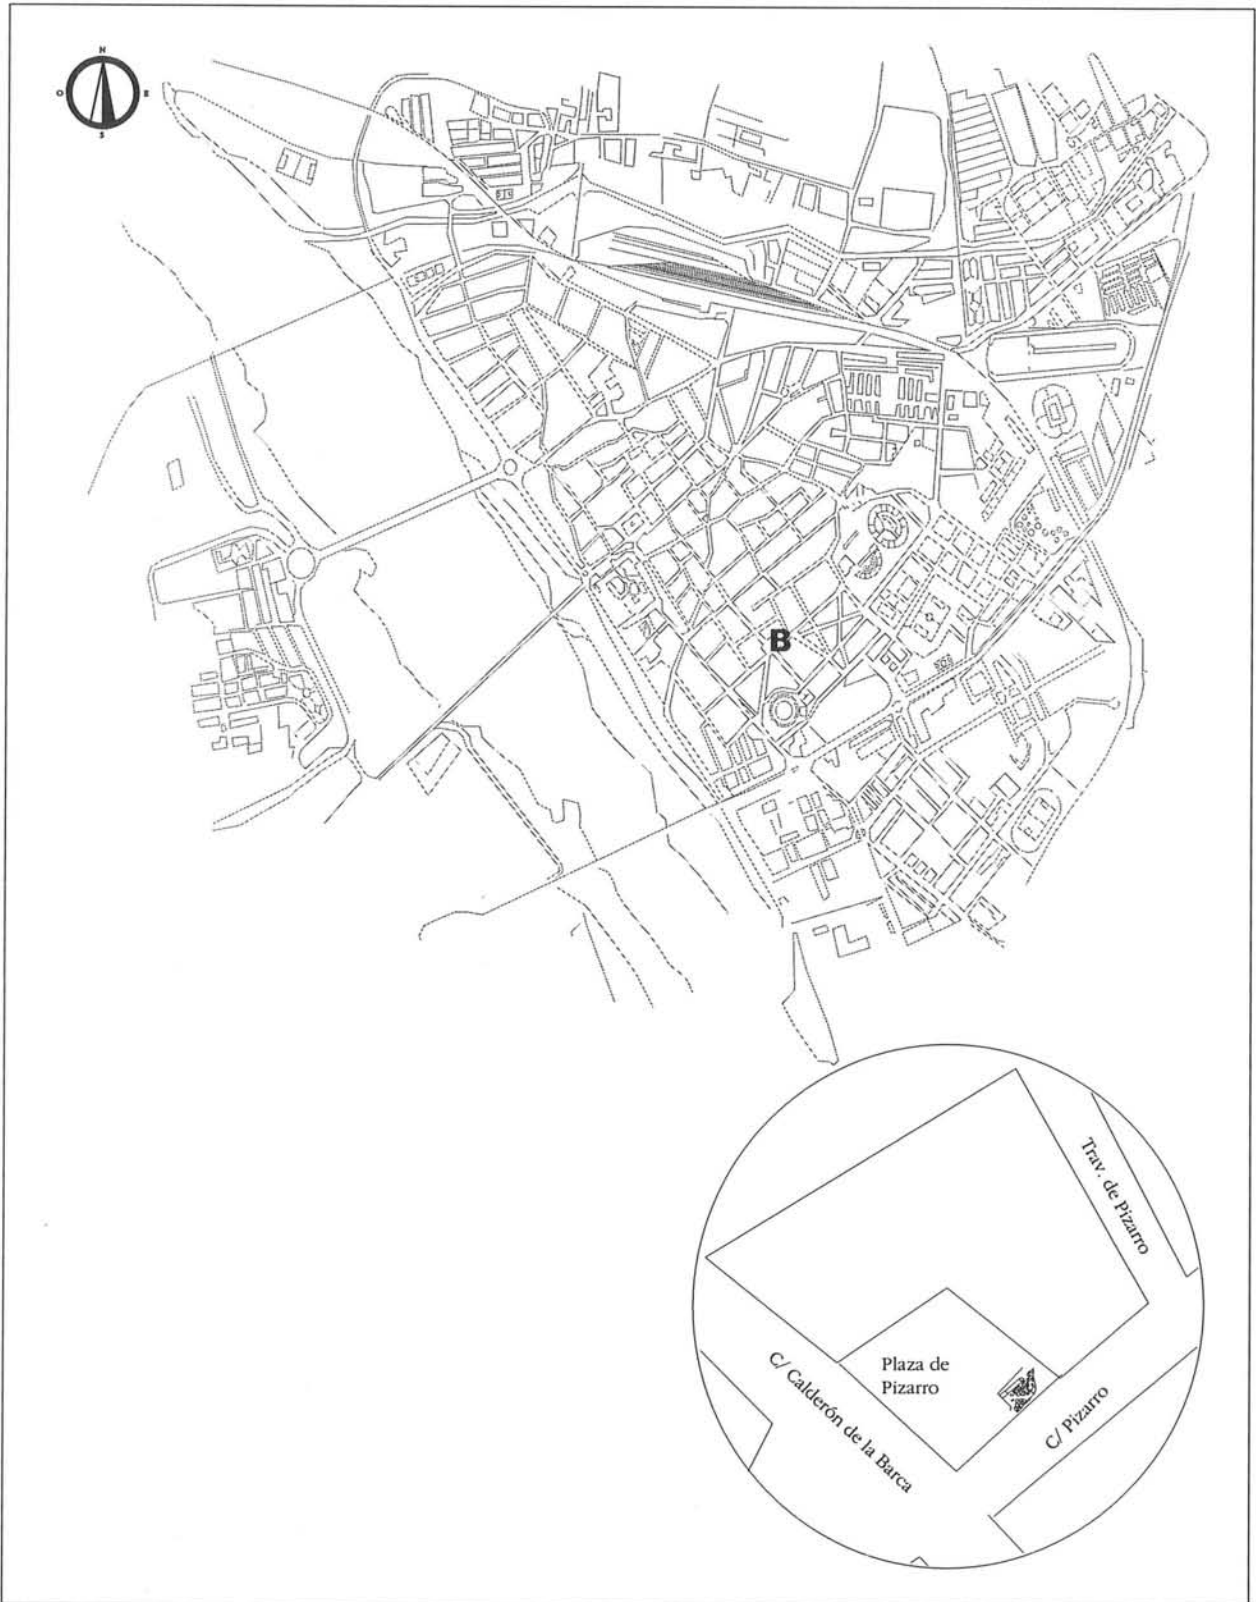 N
O E
S
B
Trav. de Pizarro
Plaza de
Pizarro
C/ Calderón de la Barca
C/ Pizarro